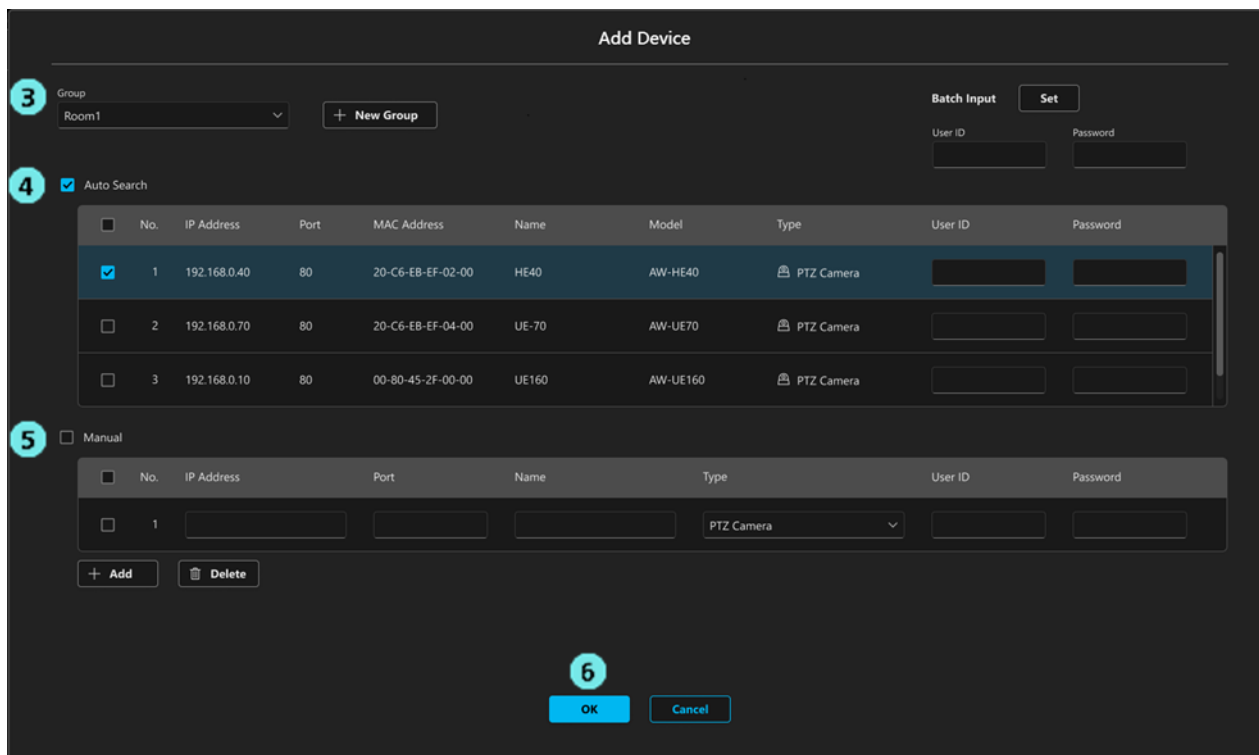 Add Device
3
Group
Room1
+ New Group
Batch Input
Set
User ID Password
4
Auto Search
No. IP Address Port MAC Address Name Model Type User ID Password
1 192.168.0.40 80 20-C6-EB-EF-02-00 HE40 AW-HE40 PTZ Camera
2 192.168.0.70 80 20-C6-EB-EF-04-00 UE-70 AW-UE70 PTZ Camera
3 192.168.0.10 80 00-80-45-2F-00-00 UE160 AW-UE160 PTZ Camera
5
Manual
No. IP Address Port Name Type User ID Password
1 PTZ Camera
+ Add
Delete
6
OK
Cancel